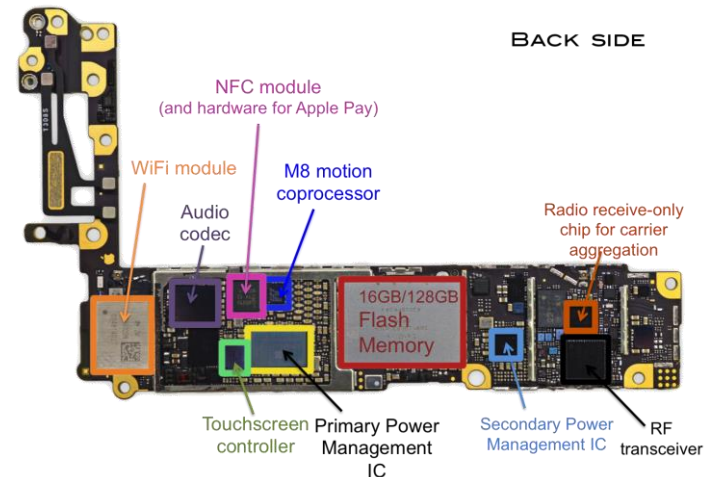 BACK SIDE
NFC module
(and hardware for Apple Pay)
WiFi module
M8 motion
coprocessor
Audio
codec
Radio receive-only
chip for carrier
aggregation
16GB/128GB
Flash
Memory
Touchscreen
controller
Primary Power
Management
IC
Secondary Power
Management IC
RF
transceiver